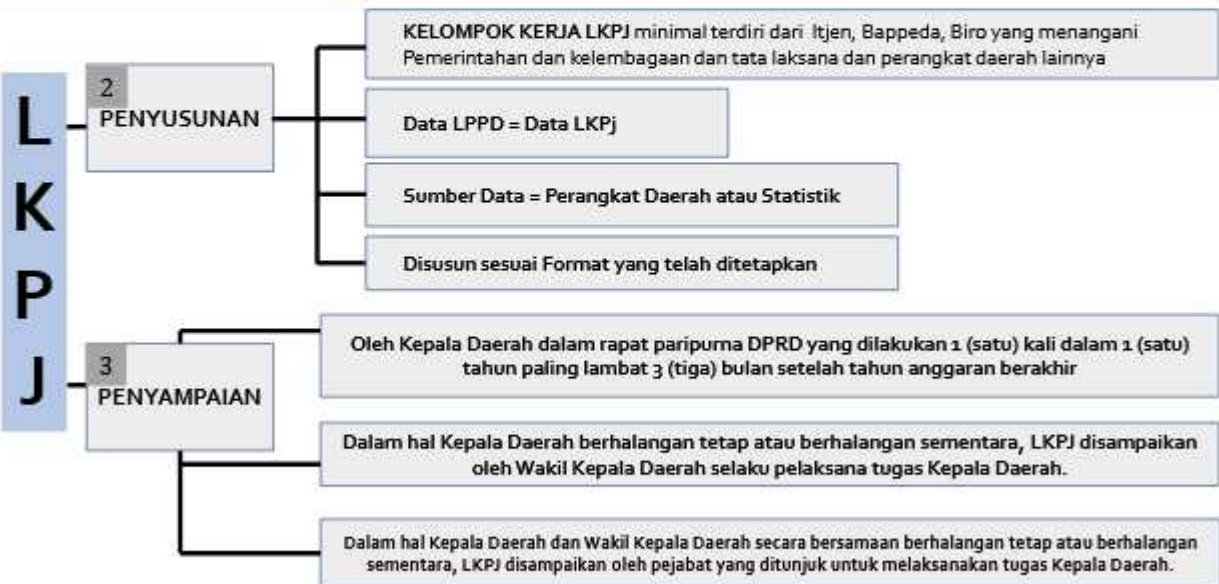 L
K
P
J
2
PENYUSUNAN
KELOMPOK KERJA LKPJ minimal terdiri dari Itjen, Bappeda, Biro yang menangani
Pemerintahan dan kelembagaan dan tata laksana dan perangkat daerah lainnya
Data LPPD = Data LKPj
Sumber Data = Perangkat Daerah atau Statistik
Disusun sesuai Format yang telah ditetapkan
3
PENYAMPAIAN
Oleh Kepala Daerah dalam rapat paripurna DPRD yang dilakukan 1 (satu) kali dalam 1 (satu)
tahun paling lambat 3 (tiga) bulan setelah tahun anggaran berakhir
Dalam hal Kepala Daerah berhalangan tetap atau berhalangan sementara, LKPJ disampaikan
oleh Wakil Kepala Daerah selaku pelaksana tugas Kepala Daerah.
Dalam hal Kepala Daerah dan Wakil Kepala Daerah secara bersamaan berhalangan tetap atau berhalangan
sementara, LKPJ disampaikan oleh pejabat yang ditunjuk untuk melaksanakan tugas Kepala Daerah.